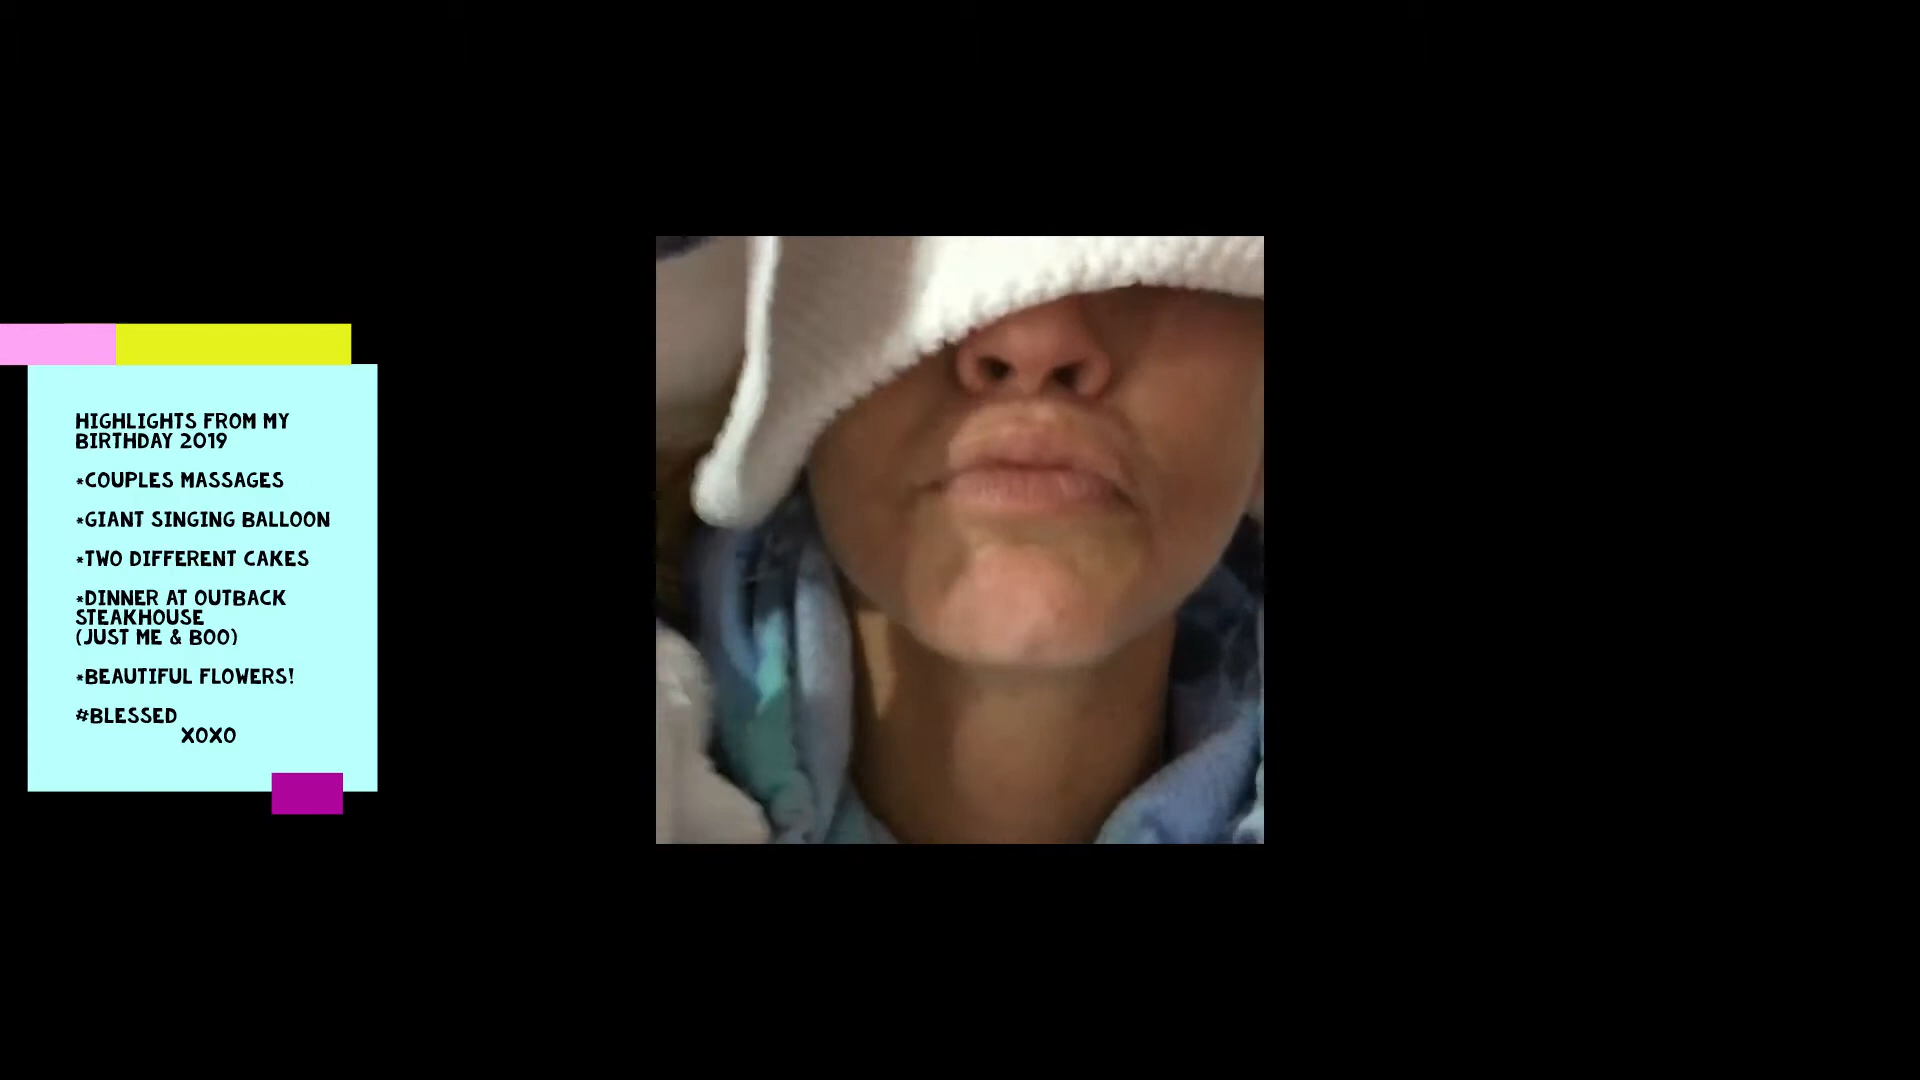 HIGHLIGHTS FROM MY
BIRTHDAY 2019
*COUPLES MASSAGES
*GIANT SINGING BALLOON
*TWO DIFFERENT CAKES
*DINNER AT OUTBACK
STEAKHOUSE
(JUST ME & BOO)
*BEAUTIFUL FLOWERS!
#BLESSED
XOXO